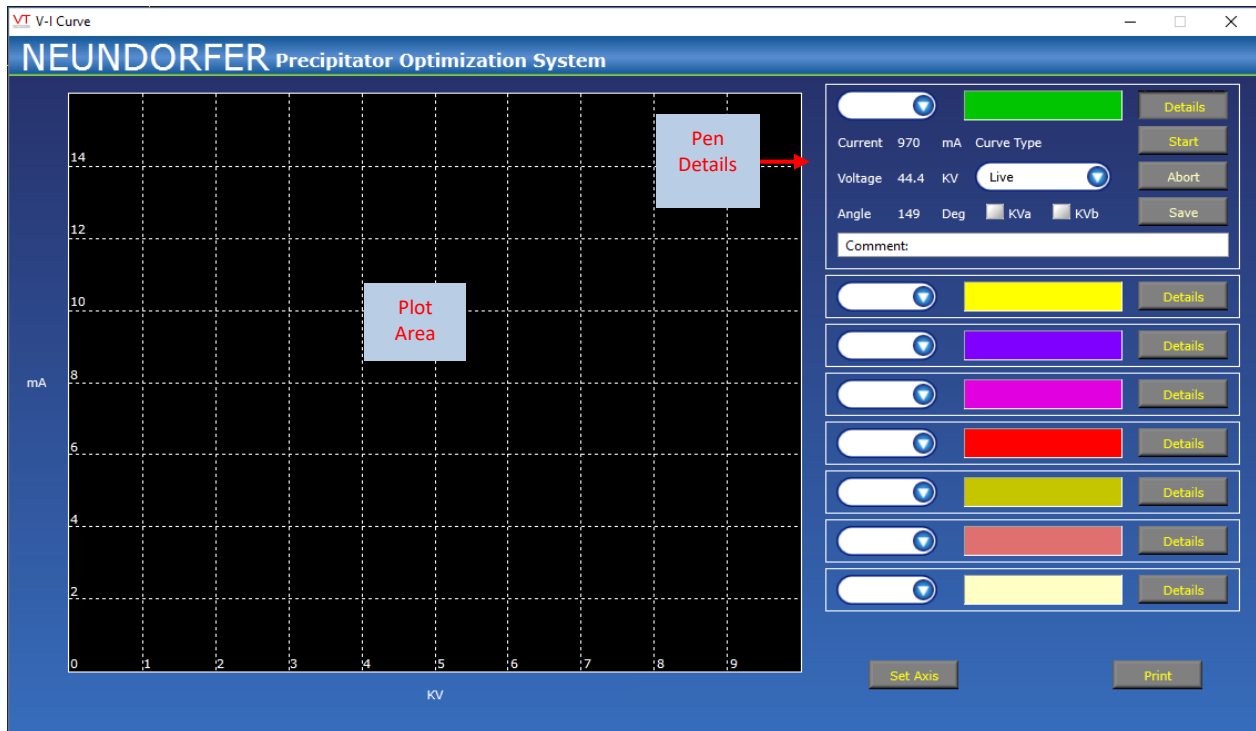 VT V-I Curve
NEUNDORFER Precipitator Optimization System
14
12
10
8
6
4
2
0 1 2 3 4 5 6 7 8 9
mA
KV
Plot
Area
Pen
Details
Details
Current 970 mA Curve Type Start
Voltage 44.4 KV Live Abort
Angle 149 Deg KVa KVb Save
Comment:
Details
Details
Details
Details
Details
Details
Details
Set Axis Print